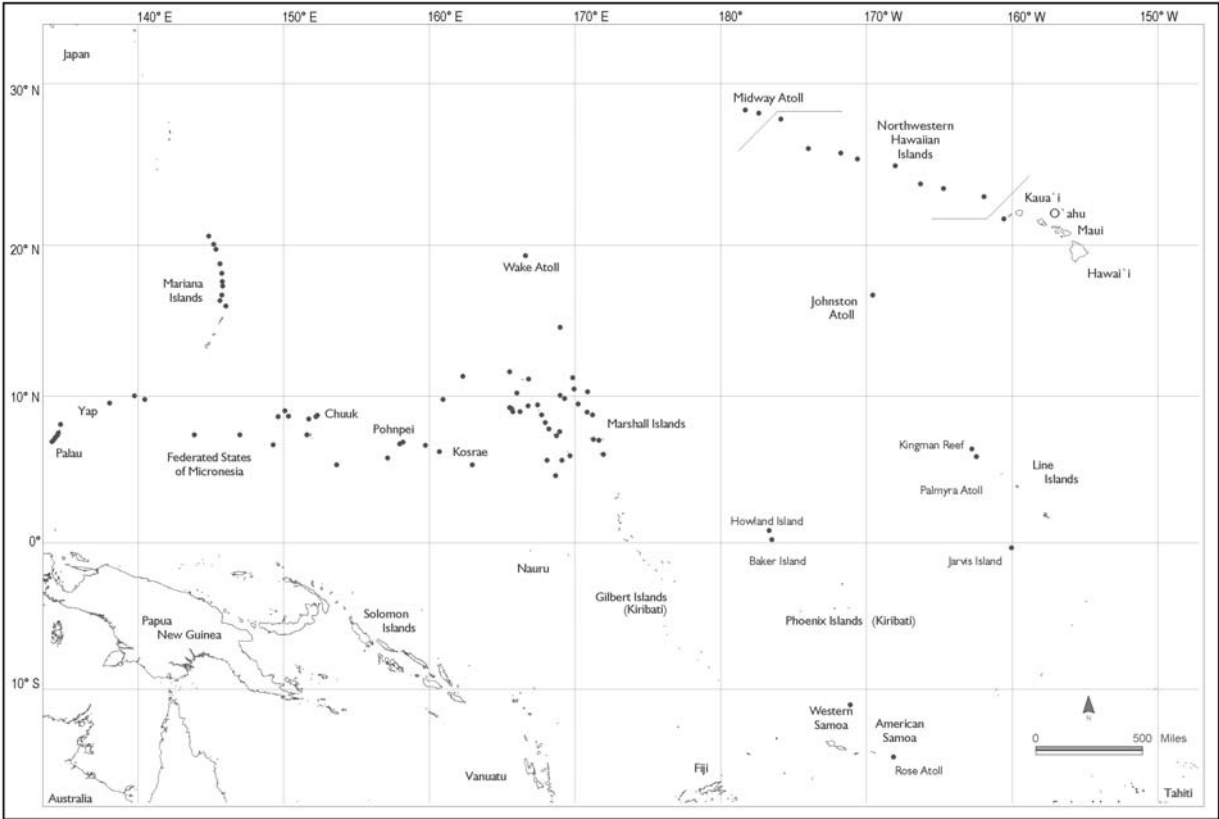 140° E
150° E
160° E
170° E
178°
170° W
160° W
150° W
Japan
30° N
Midway Atoll
Northwestern
Hawaiian
Islands
Kaua`i
O`ahu
Maui
Hawai`i
20° N
Wake Atoll
Mariana
Islands
Johnston
Atoll
10° N
Yap
Chuuk
Pohnpei
Marshall Islands
Palau
Federated States
of Micronesia
Kosrae
Kingman Reef
Line
Islands
Palmyra Atoll
Howland Island
0°
Baker Island
Jarvis Island
Nauru
Gilbert Islands
(Kiribati)
Phoenix Islands (Kiribati)
Papua
New Guinea
Solomon
Islands
10° S
Western
Samoa
American
Samoa
N
0 500 Miles
Rose Atoll
Vanuatu
Fiji
Australia
Tahiti